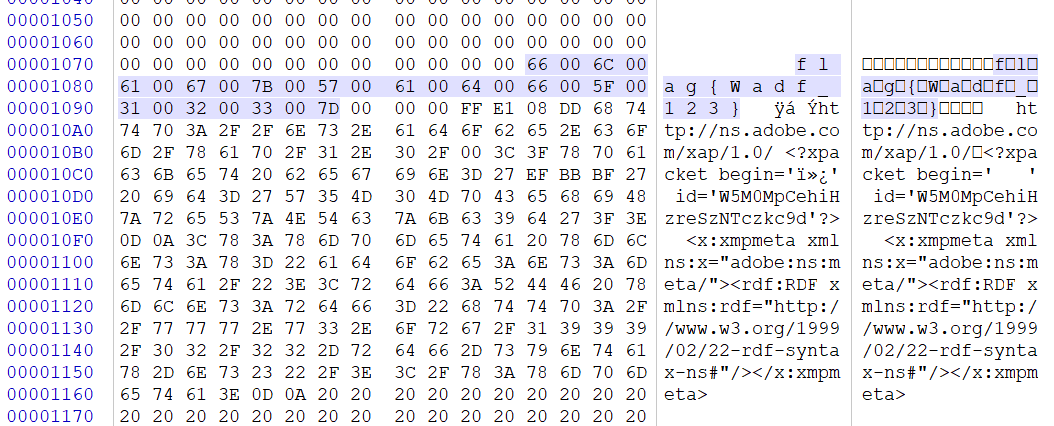 00001040 00 00 00 00 00 00 00 00 00 00 00 00 00 00 00 00
00001050 00 00 00 00 00 00 00 00 00 00 00 00 00 00 00 00
00001060 00 00 00 00 00 00 00 00 00 00 00 00 00 00 00 00
00001070 00 00 00 00 00 00 00 00 00 00 00 00 66 00 6C 00 f l □□□□□□□□□□□□f□l□
00001080 61 00 67 00 7B 00 57 00 61 00 64 00 66 00 5F 00 a g { W a d f _ a□g□{□W□a□d□f□_□
00001090 31 00 32 00 33 00 7D 00 00 00 FF E1 08 DD 68 74 1 2 3 } ÿá Ýht 1□2□3□}□□□□ ht
000010A0 74 70 3A 2F 2F 6E 73 2E 61 64 6F 62 65 2E 63 6F tp://ns.adobe.co tp://ns.adobe.co
000010B0 6D 2F 78 61 70 2F 31 2E 30 2F 00 3C 3F 78 70 61 m/xap/1.0/ <?xpa m/xap/1.0/□<?xpa
000010C0 63 6B 65 74 20 62 65 67 69 6E 3D 27 EF BB BF 27 cket begin='ï»¿' cket begin=' '
000010D0 20 69 64 3D 27 57 35 4D 30 4D 70 43 65 68 69 48 id='W5M0MpCehiH id='W5M0MpCehiH
000010E0 7A 72 65 53 7A 4E 54 63 7A 6B 63 39 64 27 3F 3E zreSzNTczkc9d'?> zreSzNTczkc9d'?>
000010F0 0D 0A 3C 78 3A 78 6D 70 6D 65 74 61 20 78 6D 6C <x:xmpmeta xml <x:xmpmeta xml
00001100 6E 73 3A 78 3D 22 61 64 6F 62 65 3A 6E 73 3A 6D ns:x="adobe:ns:m ns:x="adobe:ns:m
00001110 65 74 61 2F 22 3E 3C 72 64 66 3A 52 44 46 20 78 eta/"><rdf:RDF x eta/"><rdf:RDF x
00001120 6D 6C 6E 73 3A 72 64 66 3D 22 68 74 74 70 3A 2F mlns:rdf="http:/ mlns:rdf="http:/
00001130 2F 77 77 77 2E 77 33 2E 6F 72 67 2F 31 39 39 39 /www.w3.org/1999 /www.w3.org/1999
00001140 2F 30 32 2F 32 32 2D 72 64 66 2D 73 79 6E 74 61 /02/22-rdf-synta /02/22-rdf-synta
00001150 78 2D 6E 73 23 22 2F 3E 3C 2F 78 3A 78 6D 70 6D x-ns#"/></x:xmpm x-ns#"/></x:xmpm
00001160 65 74 61 3E 0D 0A 20 20 20 20 20 20 20 20 20 20 eta> eta>
00001170 20 20 20 20 20 20 20 20 20 20 20 20 20 20 20 20